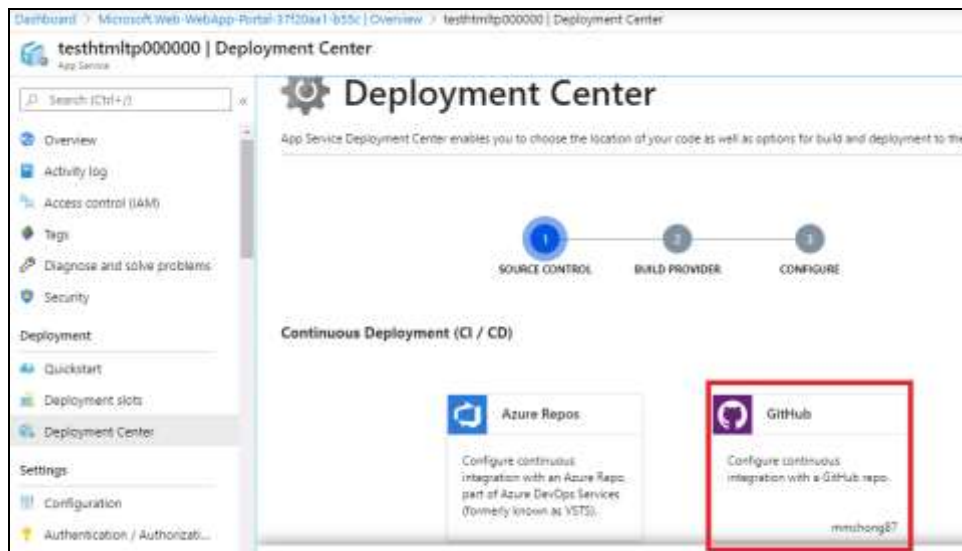 Dashboard > Microsoft.Web-WebApp-Portal-37f20aa1-b55c | Overview > testhtmltp000000 | Deployment Center
testhtmltp000000 | Deployment Center
App Service
Search (Ctrl+/)
«
Overview
Activity log
Access control (IAM)
Tags
Diagnose and solve problems
Security
Deployment
Quickstart
Deployment slots
Deployment Center
Settings
Configuration
Authentication / Authorizati...
Deployment Center
App Service Deployment Center enables you to choose the location of your code as well as options for build and deployment to the
1
2
3
SOURCE CONTROL
BUILD PROVIDER
CONFIGURE
Continuous Deployment (CI / CD)
Azure Repos
Configure continuous
integration with an Azure Repo,
part of Azure DevOps Services
(formerly known as VSTS).
GitHub
Configure continuous
integration with a GitHub repo.